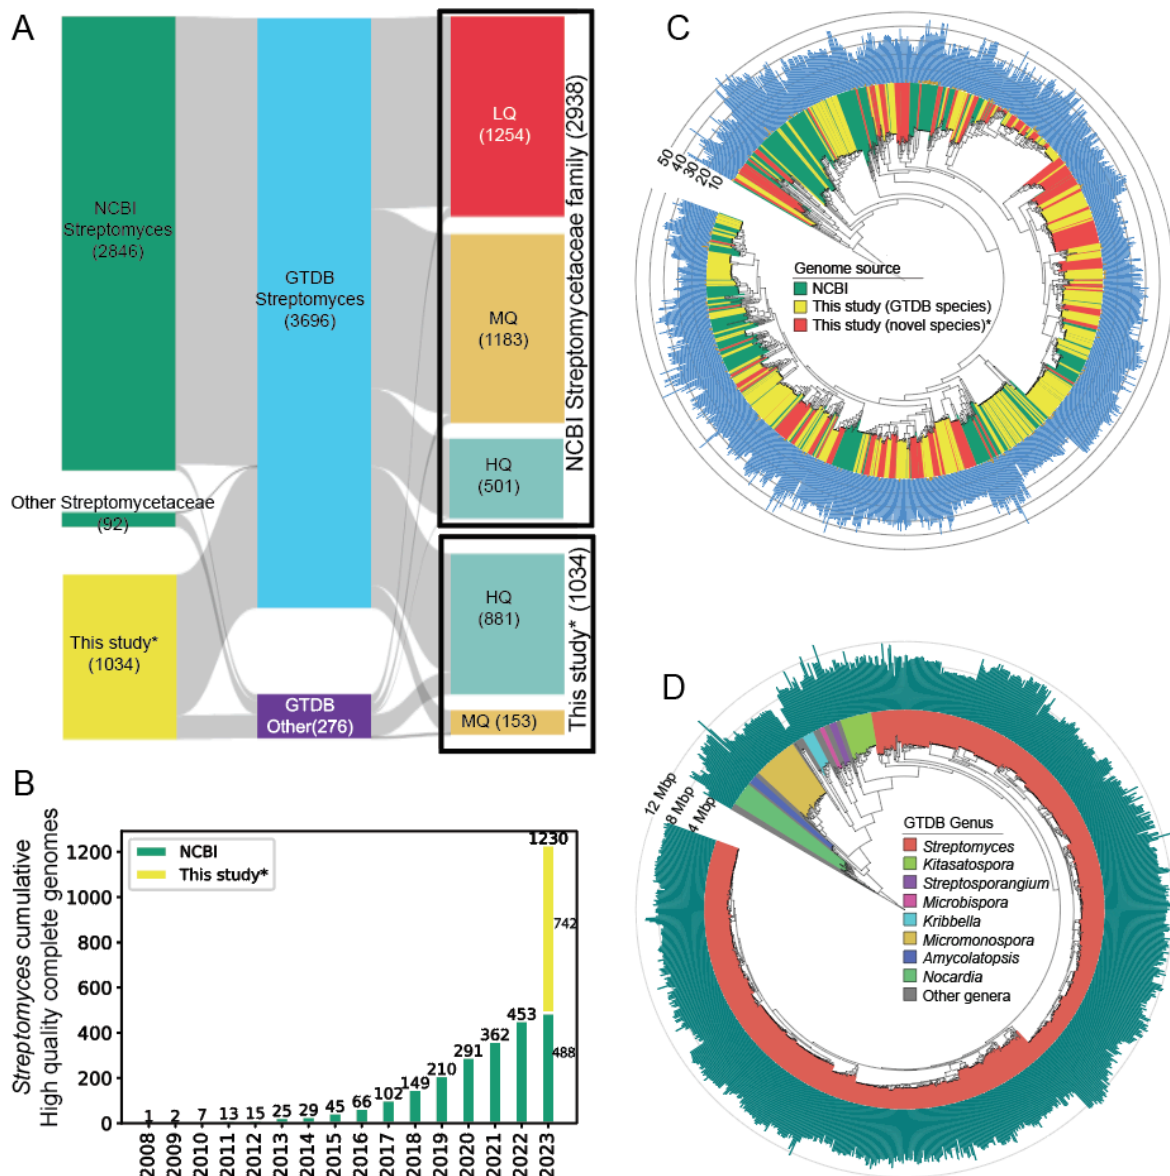 A
NCBI
Streptomyces
(2846)
Other Streptomycetaceae
(92)
This study*
(1034)
GTDB
Streptomyces
(3696)
GTDB
Other(276)
LQ
(1254)
MQ
(1183)
HQ
(501)
NCBI Streptomycetaceae family (2938)
HQ
(881)
MQ (153)
This study* (1034)
B
Streptomyces cumulative
High quality complete genomes
NCBI
This study*
1200
1000
800
600
400
200
0
1
2
7
13
15
25
29
45
66
102
149
210
291
362
453
1230
742
488
2008
2009
2010
2011
2012
2013
2014
2015
2016
2017
2018
2019
2020
2021
2022
2023
C
50
40
30
20
10
Genome source
NCBI
This study (GTDB species)
This study (novel species)*
D
12 Mbp
8 Mbp
4 Mbp
GTDB Genus
Streptomyces
Kitasatospora
Streptosporangium
Microbispora
Kribbella
Micromonospora
Amycolatopsis
Nocardia
Other genera